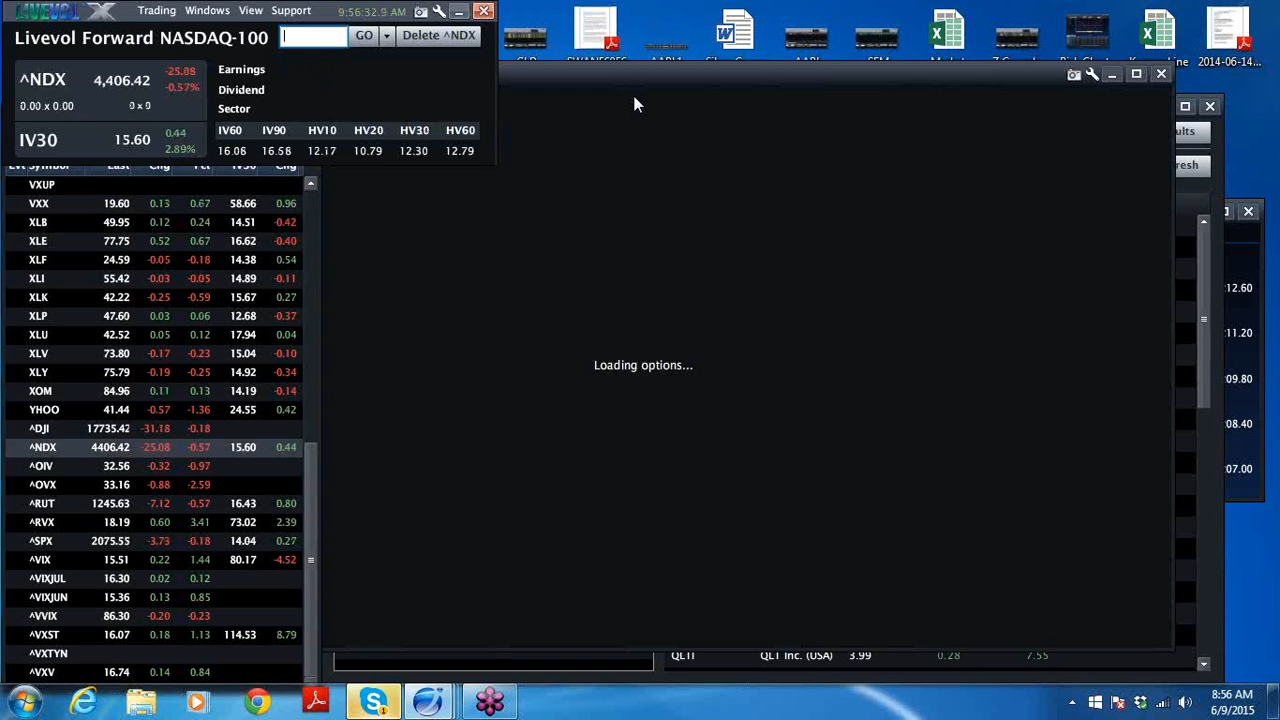 Trading Windows View Support 9:56:32.9 AM
Livevol Forward NASDAQ-100 Delete NDX
^NDX 4,406.42 -25.08
-0.57%
0.00 x 0.00 0 x 0
IV30 15.60 0.44
2.89%
Earnings
Dividend
Sector
IV60 IV90 HV10 HV20 HV30 HV60
16.06 16.56 12.17 10.79 12.30 12.79
Symbol Last Chg Pct Chg
VXUP
VXX 19.60 0.13 0.67 58.66 0.96
XLB 49.95 0.12 0.24 14.51 -0.42
XLE 77.75 0.52 0.67 16.62 -0.40
XLF 24.59 -0.05 -0.18 14.38 0.54
XLI 55.42 -0.03 -0.05 14.89 -0.11
XLK 42.22 -0.25 -0.59 15.67 0.27
XLP 47.60 0.03 0.06 12.68 -0.37
XLU 42.52 0.05 0.12 17.94 0.04
XLV 73.80 -0.17 -0.23 15.04 -0.10
XLY 75.79 -0.19 -0.25 14.92 -0.34
XOM 84.96 0.11 0.13 14.19 -0.14
YHOO 41.44 -0.57 -1.36 24.55 0.42
^DJI 17735.42 -31.18 -0.18
^NDX 4406.42 -25.08 -0.57 15.60 0.44
^OIV 32.56 -0.32 -0.97
^OVX 33.16 -0.88 -2.59
^RUT 1245.63 -7.12 -0.57 16.43 0.80
^RVX 18.19 0.60 3.41 73.02 2.39
^SPX 2075.55 -3.73 -0.18 14.04 0.27
^VIX 15.51 0.22 1.44 80.17 -4.52
^VIXJUL 16.30 0.02 0.12
^VIXJUN 15.36 0.13 0.85
^VVIX 86.30 -0.20 -0.23
^VXST 16.07 0.18 1.13 114.53 8.79
^VXTYN
^VXV 16.74 0.14 0.84
Loading options...
QLTI QLT Inc. (USA) 3.99 0.28 7.55
2014-06-14...
:12.60
:11.20
:09.80
:08.40
:07.00
8:56 AM
6/9/2015